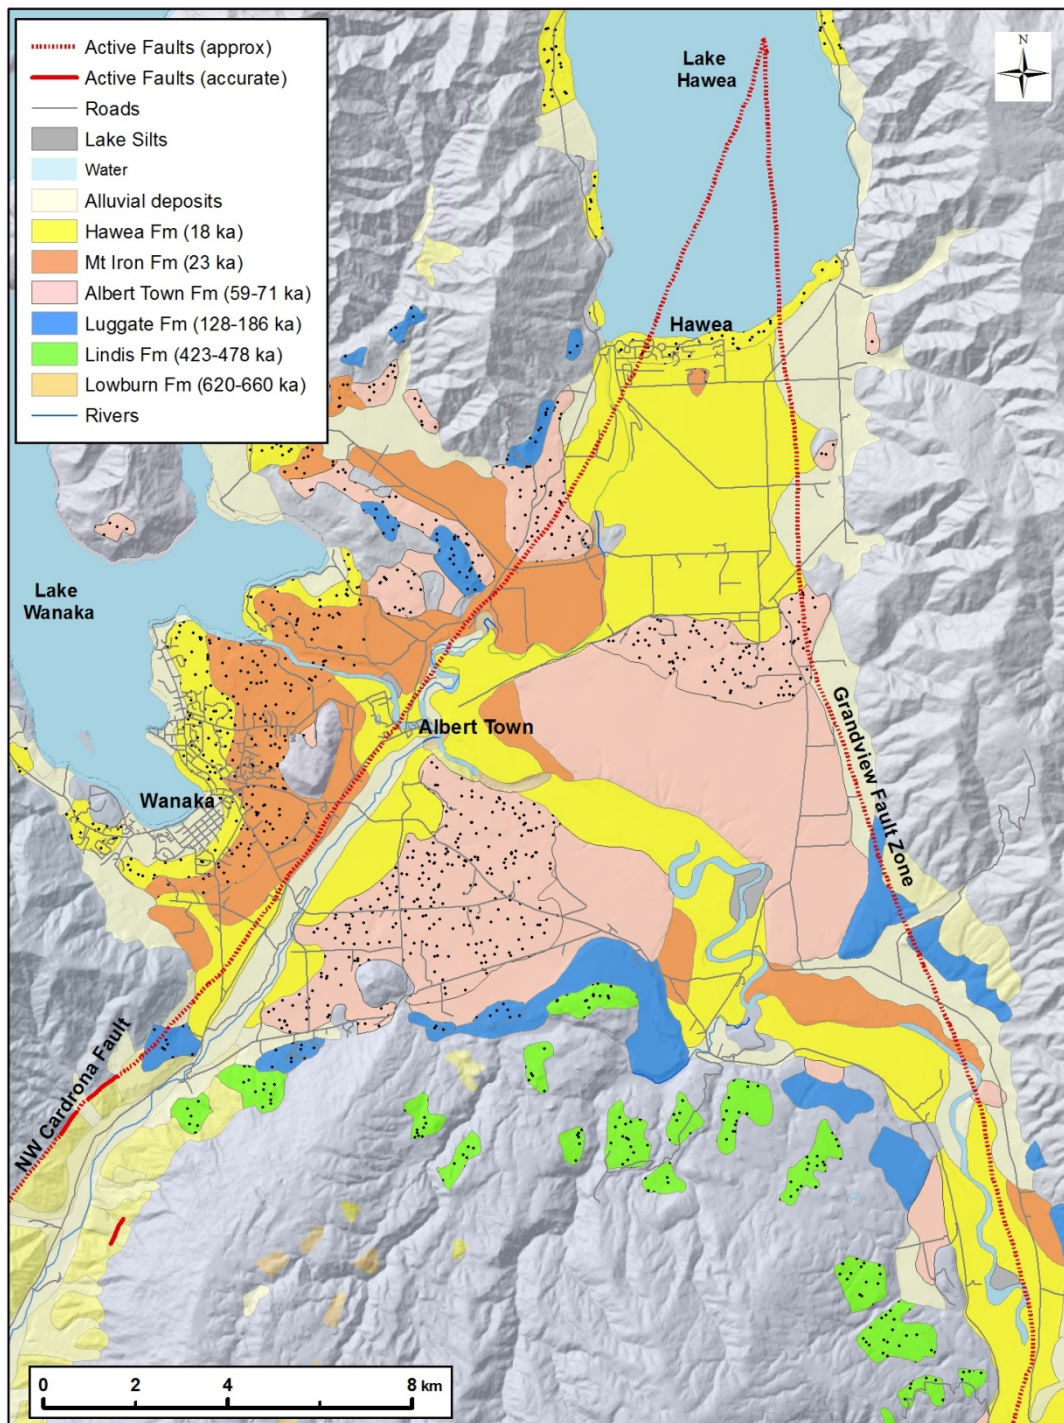 Active Faults (approx)
Active Faults (accurate)
Roads
Lake Silts
Water
Alluvial deposits
Hawea Fm (18 ka)
Mt Iron Fm (23 ka)
Albert Town Fm (59-71 ka)
Luggate Fm (128-186 ka)
Lindis Fm (423-478 ka)
Lowburn Fm (620-660 ka)
Rivers
N
Lake
Hawea
Hawea
Lake
Wanaka
Albert Town
Wanaka
Grandview Fault Zone
NW Cardrona Fault
0 2 4 8 km